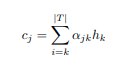 c_j = \sum_{i=k}^{|T|} \alpha_{jk} h_k